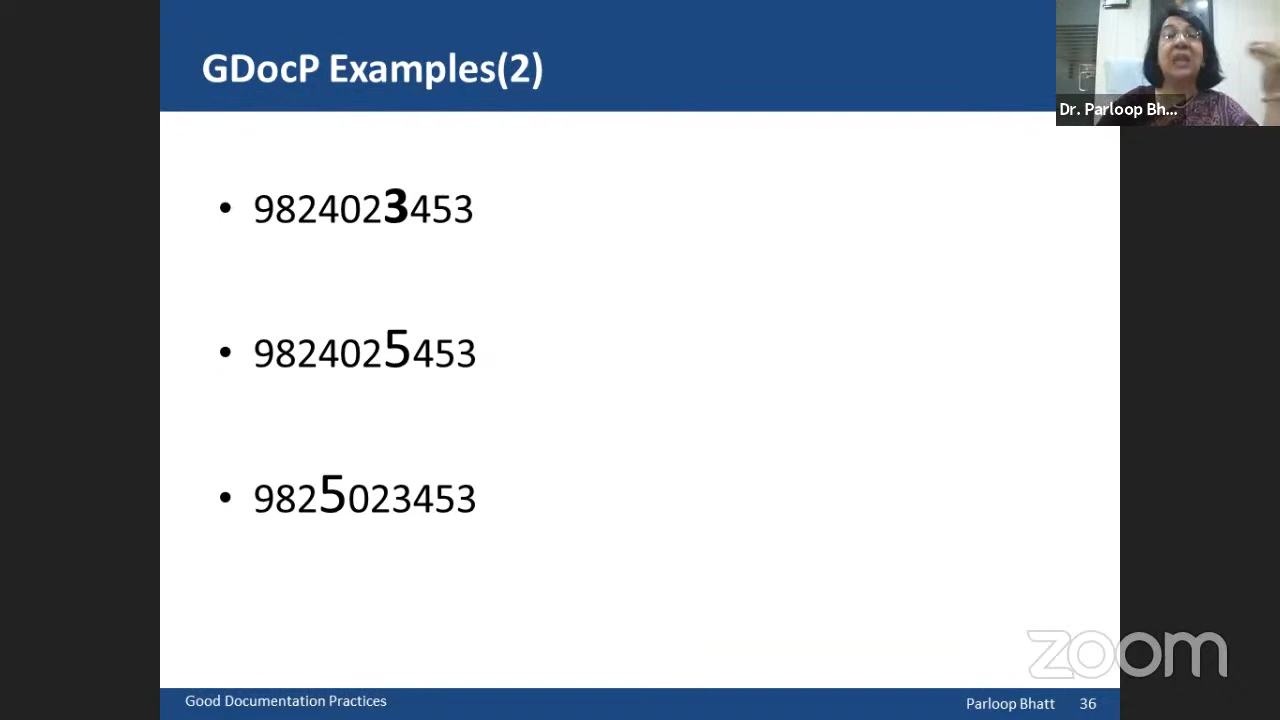 GDocP Examples(2)
Dr. Parloop Bh...
• 9824023453
• 9824025453
• 9825023453
Good Documentation Practices
Parloop Bhatt 36
zoom